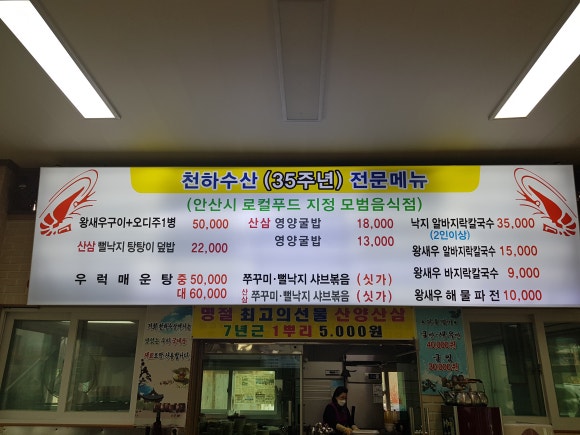 천하수산 (35주년) 전문메뉴
(안산시 로컬푸드 지정 모범음식점)
왕새우구이+오디주1병 50,000
산삼 뻘낙지 탕탕이 덮밥 22,000
우럭매운탕 중 50,000
대 60,000
산삼 영양굴밥 18,000
영양굴밥 13,000
쭈꾸미·뻘낙지 샤브볶음 (싯가)
산삼 쭈꾸미·뻘낙지 샤브볶음 (싯가)
낙지 알바지락칼국수 35,000
(2인이상)
왕새우 알바지락칼국수 15,000
왕새우 바지락칼국수 9,000
왕새우 해물파전 10,000
명절 최고의선물 산양산삼
7년근 1뿌리 5.000원